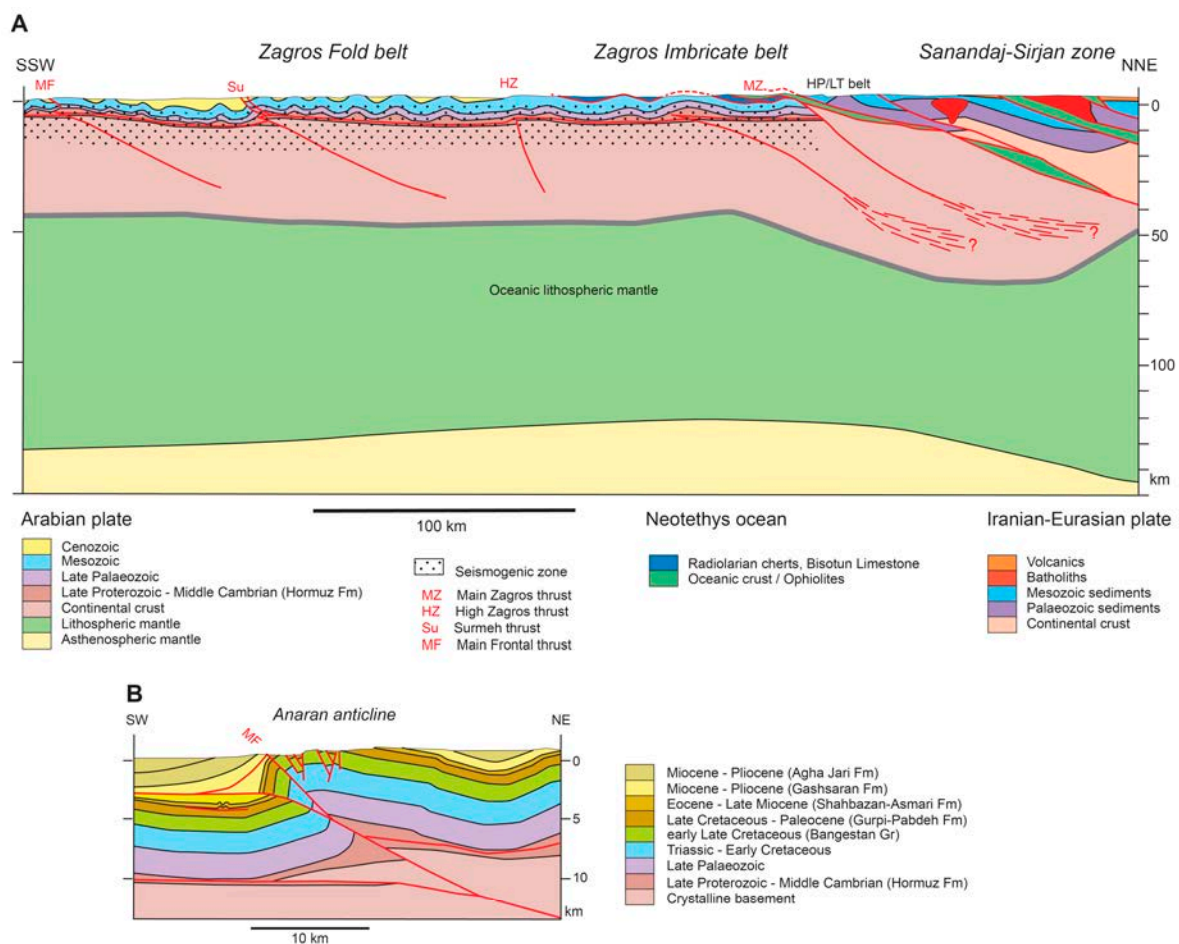 A
Zagros Fold belt
Zagros Imbricate belt
Sanandaj-Sirjan zone
SSW
NNE
MF
Su
HZ
MZ
HP/LT belt
0
50
100
km
?
?
Oceanic lithospheric mantle
100 km
Arabian plate
Cenozoic
Mesozoic
Late Palaeozoic
Late Proterozoic - Middle Cambrian (Hormuz Fm)
Continental crust
Lithospheric mantle
Asthenospheric mantle
Seismogenic zone
MZ Main Zagros thrust
HZ High Zagros thrust
Su Surmeh thrust
MF Main Frontal thrust
Neotethys ocean
Radiolarian cherts, Bisotun Limestone
Oceanic crust / Ophiolites
Iranian-Eurasian plate
Volcanics
Batholiths
Mesozoic sediments
Palaeozoic sediments
Continental crust
B
SW
Anaran anticline
NE
MF
0
5
10
km
10 km
Miocene - Pliocene (Agha Jari Fm)
Miocene - Pliocene (Gashsaran Fm)
Eocene - Late Miocene (Shahbazan-Asmari Fm)
Late Cretaceous - Paleocene (Gurpi-Pabdeh Fm)
early Late Cretaceous (Bangestan Gr)
Triassic - Early Cretaceous
Late Palaeozoic
Late Proterozoic - Middle Cambrian (Hormuz Fm)
Crystalline basement